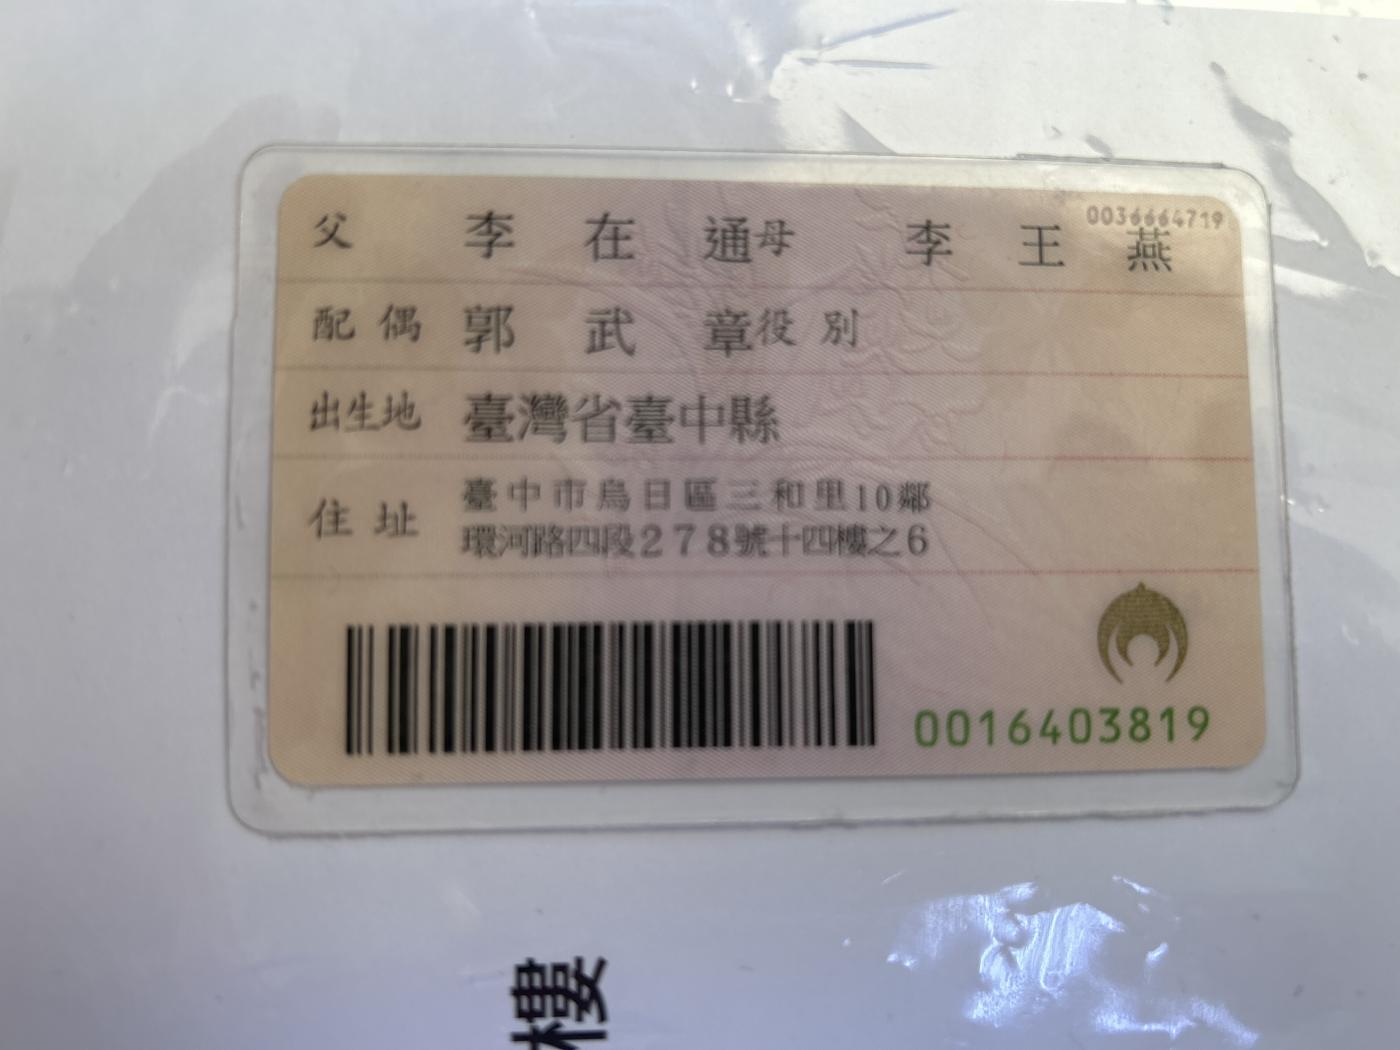 0036664719
父 李在通 母 李王燕
配偶 郭武章 役別
出生地 臺灣省臺中縣
住址 臺中市烏日區三和里10鄰
環河路四段278號十四樓之6
0016403819
樓